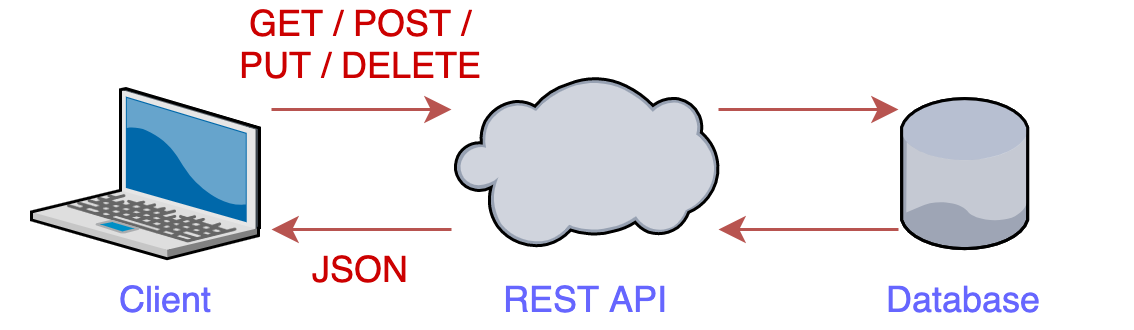 GET / POST /
PUT / DELETE
JSON
Client
REST API
Database